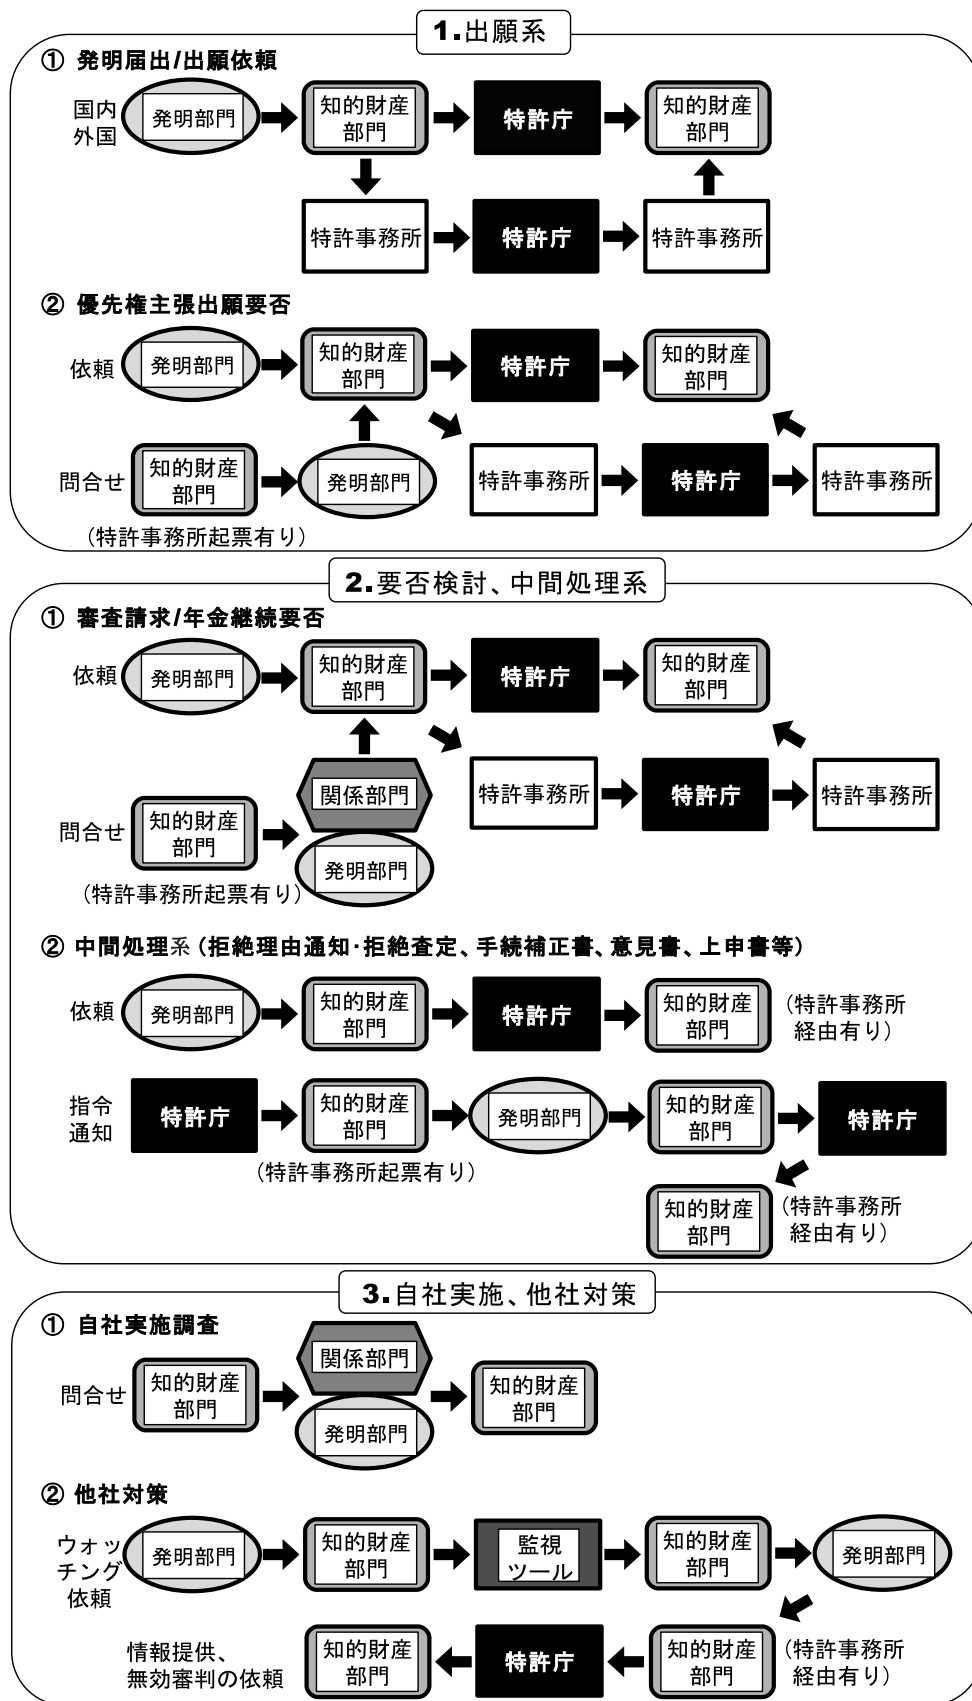 1.出願系
① 発明届出/出願依頼
国内
外国
発明部門
知的財産
部門
特許庁
知的財産
部門
特許事務所
特許庁
特許事務所
② 優先権主張出願要否
依頼
発明部門
知的財産
部門
特許庁
知的財産
部門
問合せ
知的財産
部門
発明部門
特許事務所
特許庁
特許事務所
(特許事務所起票有り)
2.要否検討、中間処理系
① 審査請求/年金継続要否
依頼
発明部門
知的財産
部門
特許庁
知的財産
部門
問合せ
知的財産
部門
関係部門
発明部門
特許事務所
特許庁
特許事務所
(特許事務所起票有り)
② 中間処理系(拒絶理由通知・拒絶査定、手続補正書、意見書、上申書等)
依頼
発明部門
知的財産
部門
特許庁
知的財産
部門
(特許事務所
経由有り)
指令
通知
特許庁
知的財産
部門
発明部門
知的財産
部門
特許庁
(特許事務所起票有り)
知的財産
部門
(特許事務所
経由有り)
3.自社実施、他社対策
① 自社実施調査
問合せ
知的財産
部門
関係部門
発明部門
知的財産
部門
② 他社対策
ウォッ
チング
依頼
発明部門
知的財産
部門
監視
ツール
知的財産
部門
発明部門
情報提供、
無効審判の依頼
知的財産
部門
特許庁
知的財産
部門
(特許事務所
経由有り)